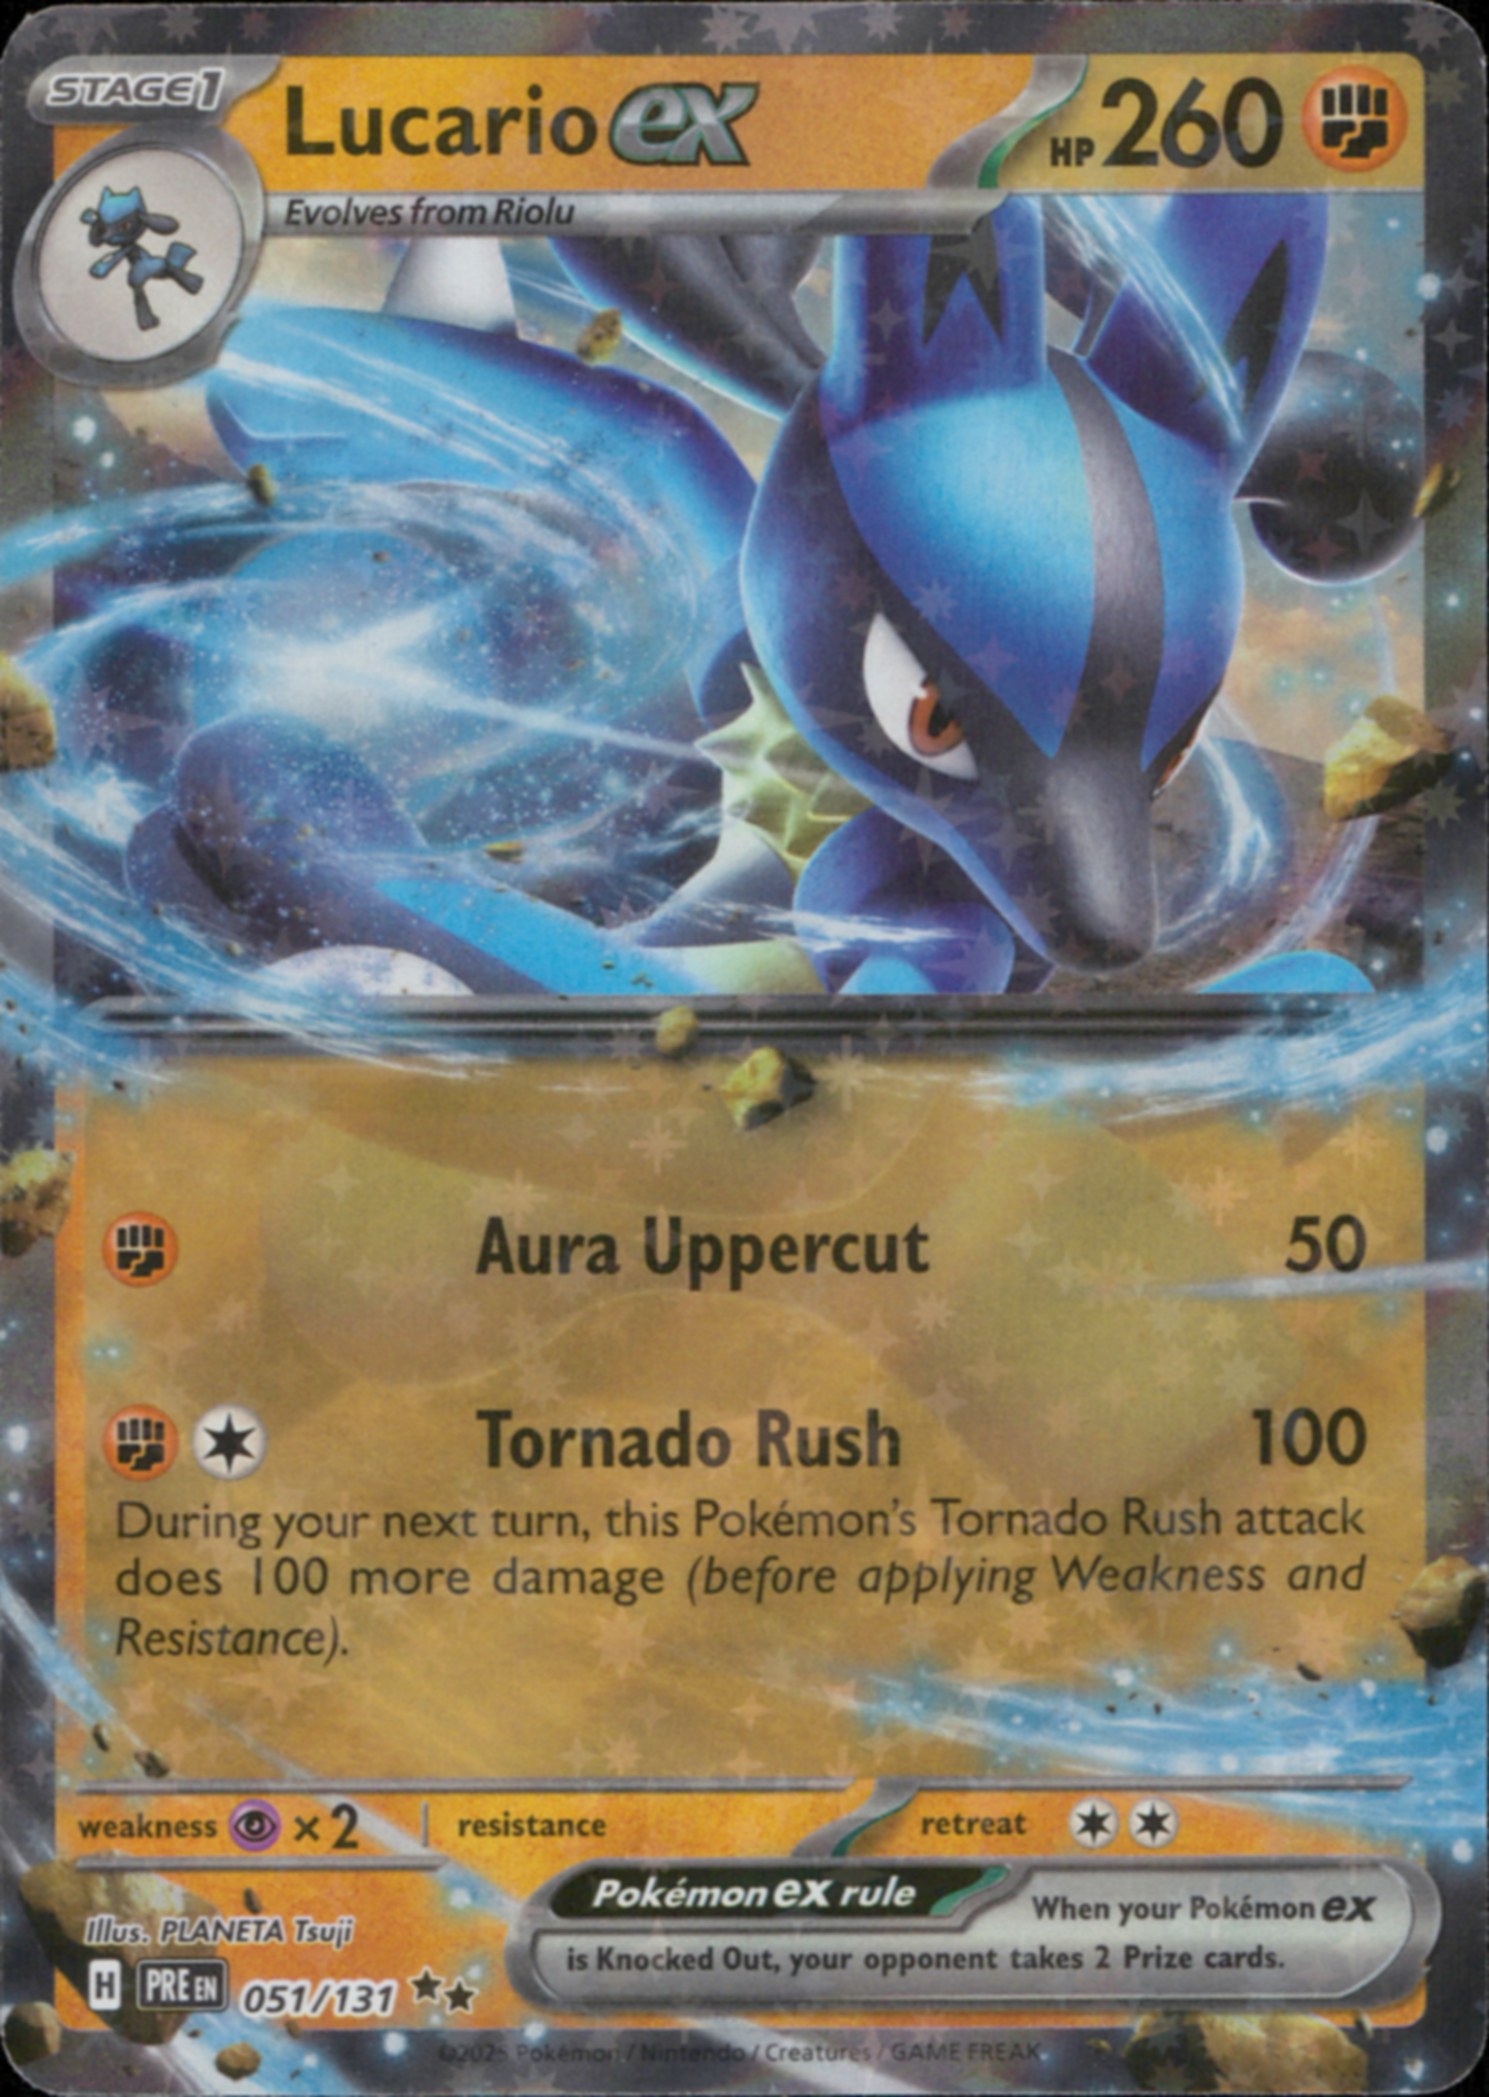 STAGE1
Lucario ex
HP 260
Evolves from Riolu
Aura Uppercut 50
Tornado Rush 100
During your next turn, this Pokémon's Tornado Rush attack
does 100 more damage (before applying Weakness and
Resistance).
weakness ×2 resistance retreat
Pokémon ex rule When your Pokémon ex
is Knocked Out, your opponent takes 2 Prize cards.
Illus. PLANETA Tsuji
H PRE EN 051/131
©2025 Pokémon / Nintendo / Creatures / GAME FREAK